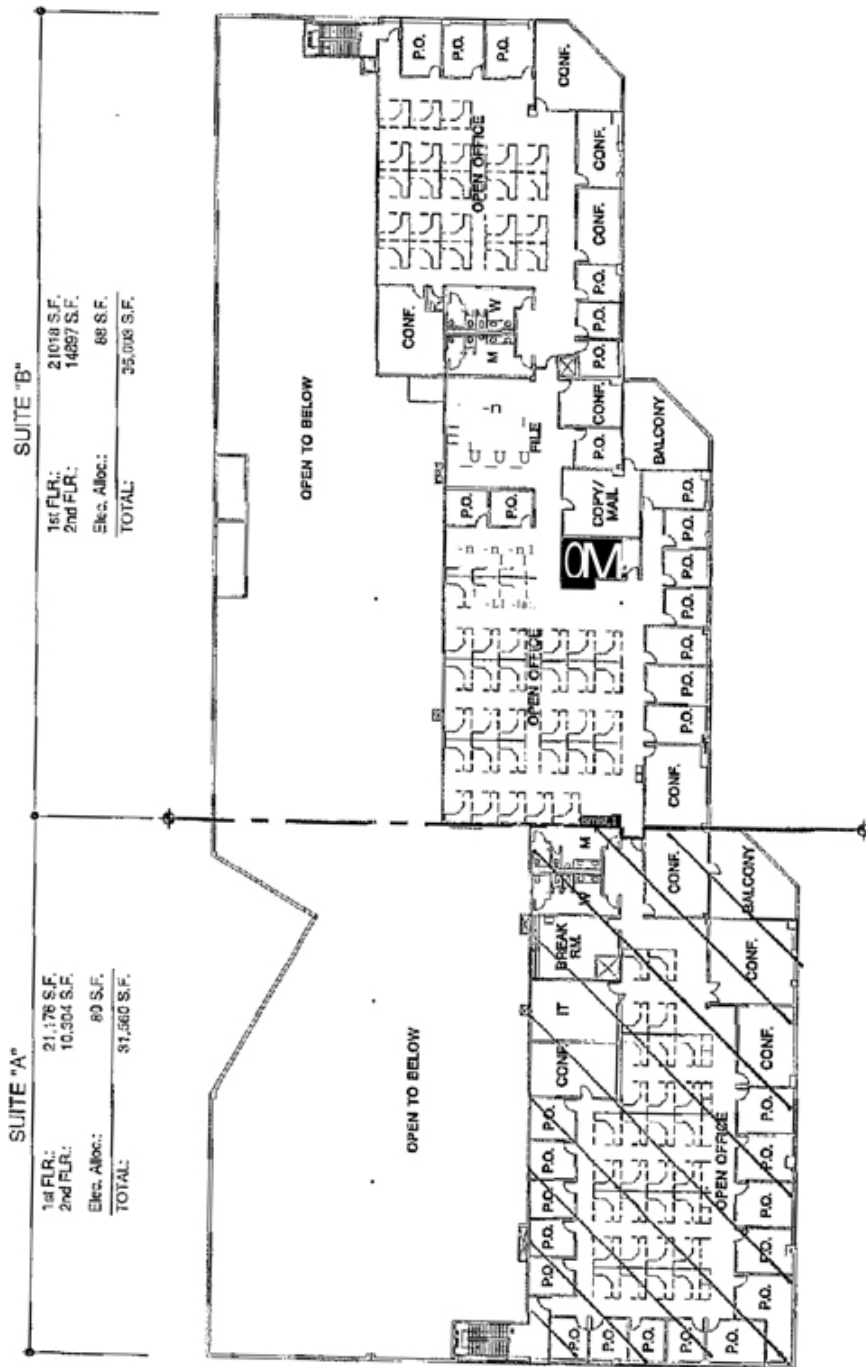 SUITE "A"
1st FLR.: 21,176 S.F.
2nd FLR.: 10,304 S.F.
Elec. Alloc.: 80 S.F.
TOTAL: 31,560 S.F.
SUITE "B"
1st FLR.: 21018 S.F.
2nd FLR.: 14897 S.F.
Elec. Alloc.: 88 S.F.
TOTAL: 36,003 S.F.
OPEN TO BELOW
OPEN TO BELOW
P.O.
P.O.
P.O.
P.O.
P.O.
CONF.
IT
BREAK
RM.
W
M
P.O.
P.O.
P.O.
P.O.
P.O.
OPEN OFFICE
P.O.
P.O.
P.O.
P.O.
P.O.
CONF.
CONF.
CONF.
BALCONY
OPEN OFFICE
CONF.
P.O.
P.O.
P.O.
P.O.
P.O.
P.O.
P.O.
P.O.
P.O.
0M
COPY/
MAIL
BALCONY
FILE
P.O.
CONF.
M
W
CONF.
P.O.
P.O.
P.O.
CONF.
CONF.
OPEN OFFICE
CONF.
P.O.
P.O.
P.O.